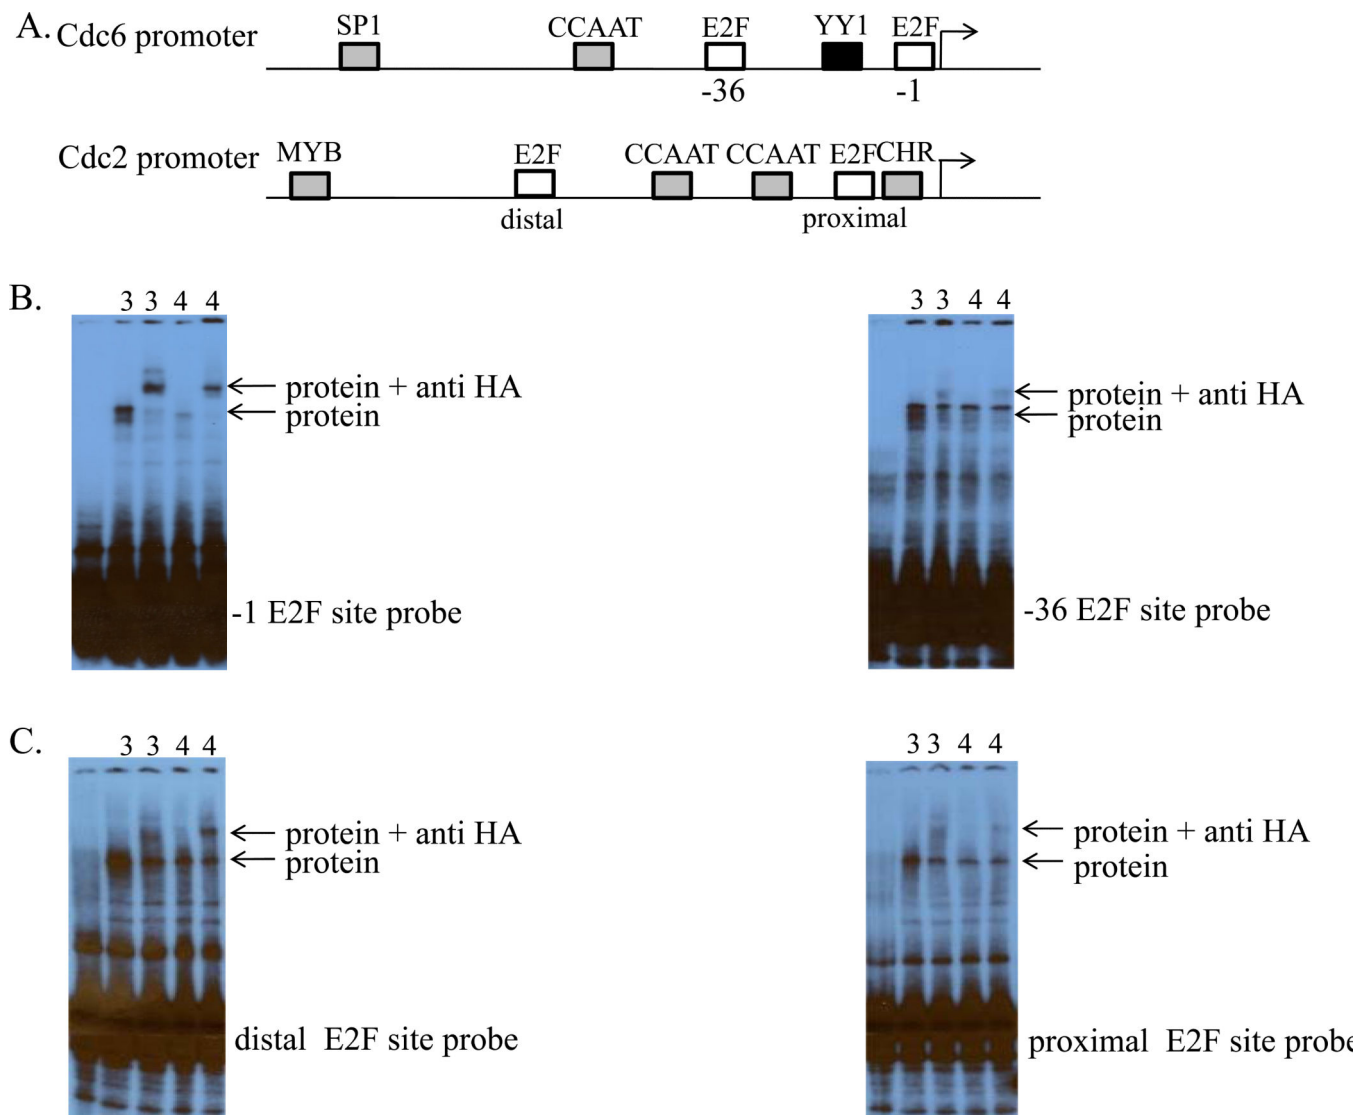 A. Cdc6 promoter SP1 CCAAT E2F YY1 E2F
-36 -1
Cdc2 promoter MYB E2F CCAAT CCAAT E2F CHR
distal proximal
B.
3 3 4 4
protein + anti HA
protein
-1 E2F site probe
3 3 4 4
protein + anti HA
protein
-36 E2F site probe
C.
3 3 4 4
protein + anti HA
protein
distal E2F site probe
3 3 4 4
protein + anti HA
protein
proximal E2F site probe